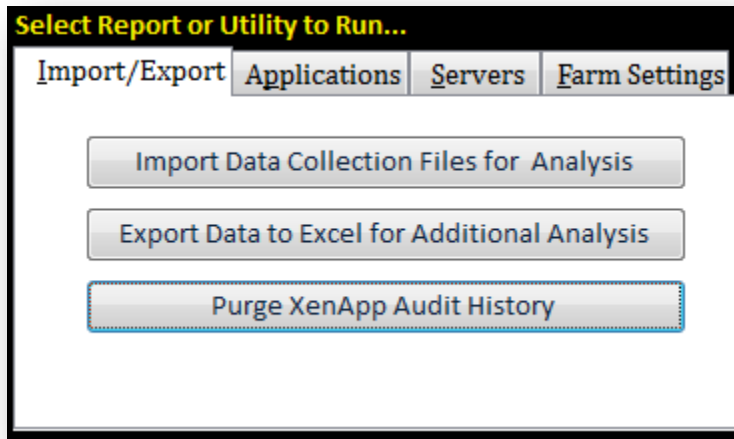 Select Report or Utility to Run...
Import/Export Applications Servers Farm Settings
Import Data Collection Files for  Analysis
Export Data to Excel for Additional Analysis
Purge XenApp Audit History